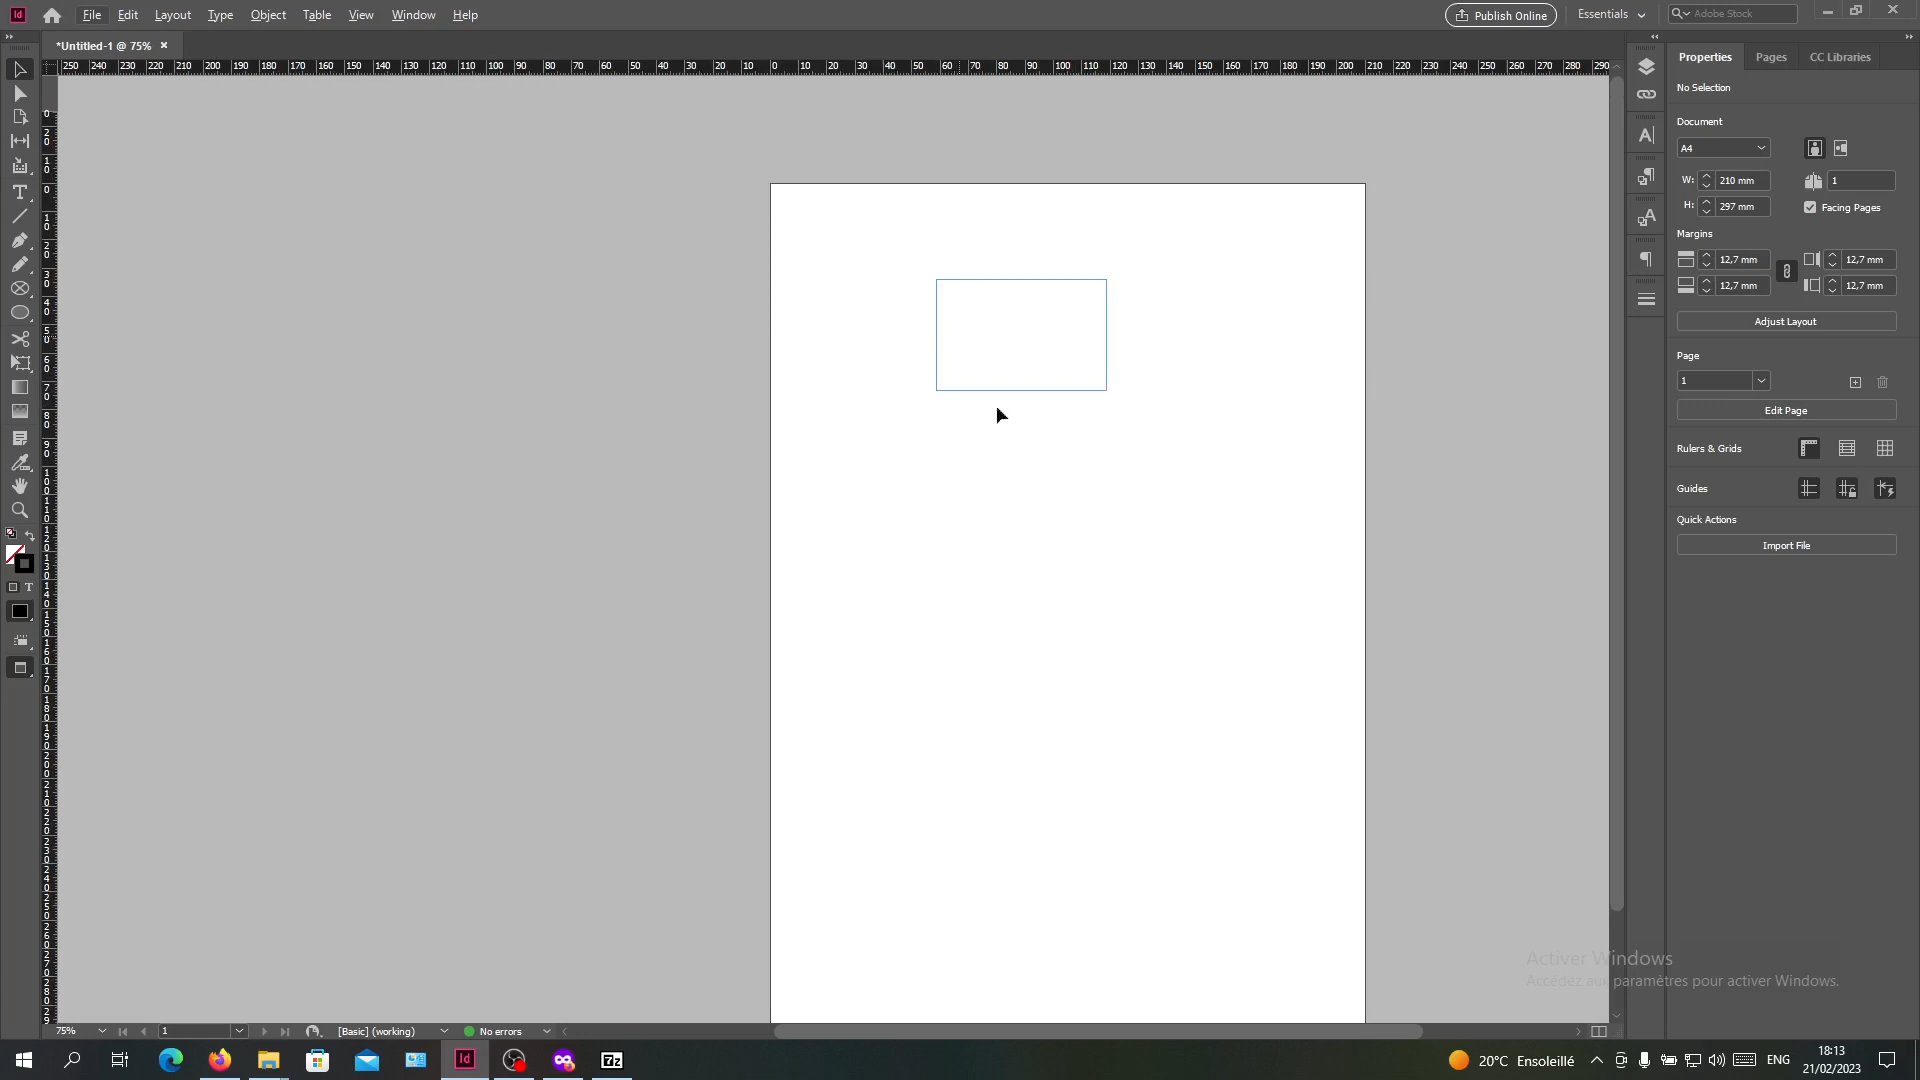 Id File Edit Layout Type Object Table View Window Help Publish Online Essentials Adobe Stock
*Untitled-1 @ 75%
250 240 230 220 210 200 190 180 170 160 150 140 130 120 110 100 90 80 70 60 50 40 30 20 10 0 10 20 30 40 50 60 70 80 90 100 110 120 130 140 150 160 170 180 190 200 210 220 230 240 250 260 270 280 290
Properties Pages CC Libraries
No Selection
Document
A4
W: 210 mm 1
H: 297 mm Facing Pages
Margins
12,7 mm 12,7 mm
12,7 mm 12,7 mm
Adjust Layout
Page
1
Edit Page
Rulers & Grids
Guides
Quick Actions
Import File
Activer Windows
Accédez aux paramètres pour activer Windows.
75% 1 [Basic] (working) No errors
Id 7z 20°C Ensoleillé ENG 18:13
21/02/2023